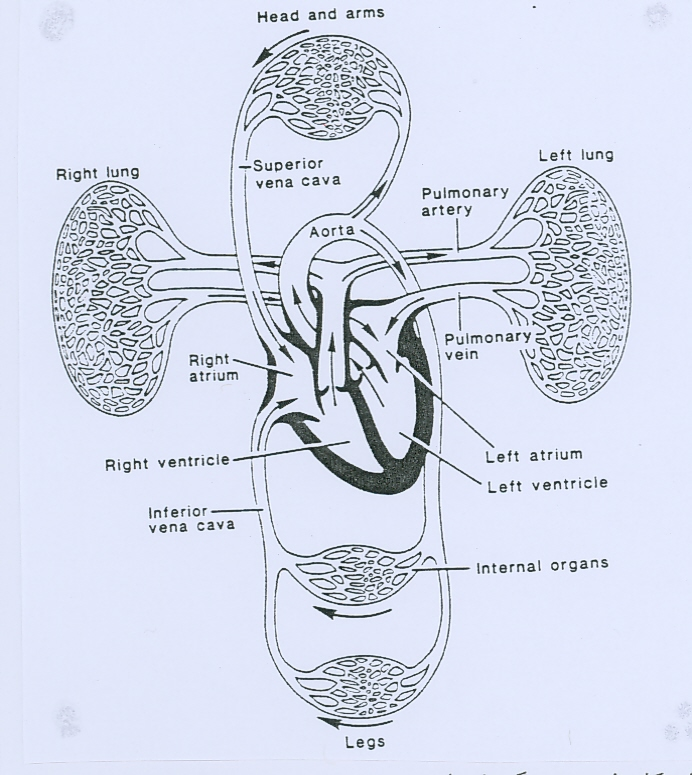 Head and arms
Right lung
Left lung
Superior
vena cava
Pulmonary
artery
Aorta
Pulmonary
vein
Right
atrium
Right ventricle
Left atrium
Left ventricle
Inferior
vena cava
Internal organs
Legs